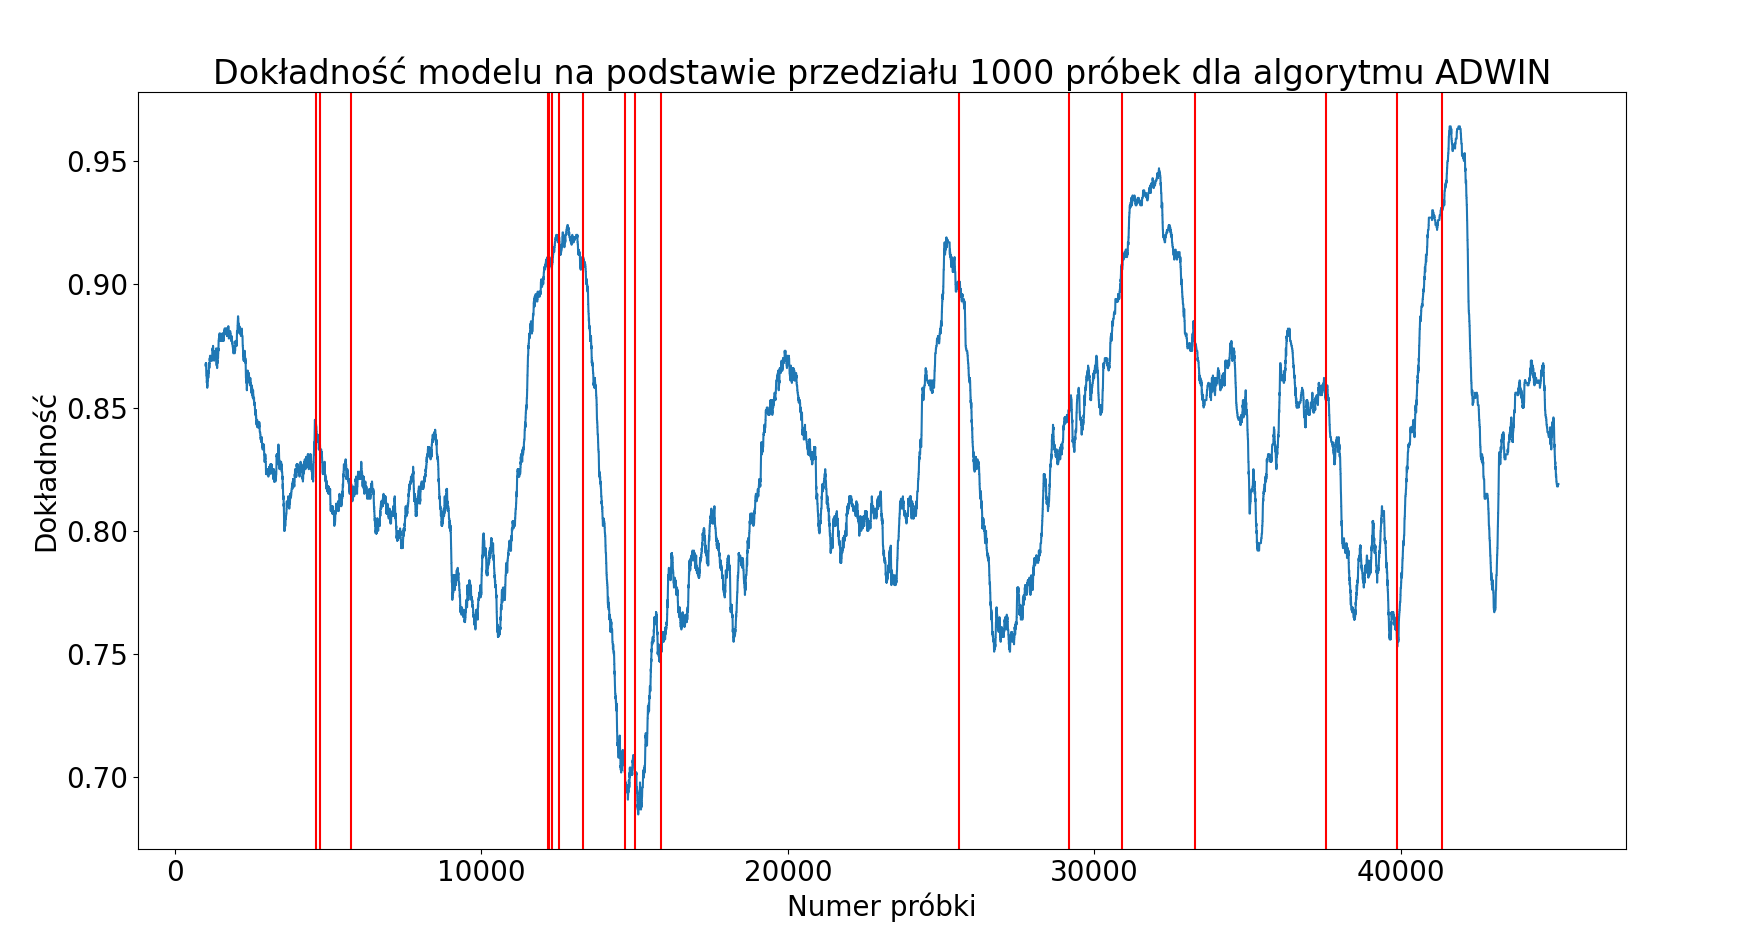 Dokładność modelu na podstawie przedziału 1000 próbek dla algorytmu ADWIN
0.95
0.90
0.85
0.80
0.75
0.70
Dokładność
0 10000 20000 30000 40000
Numer próbki